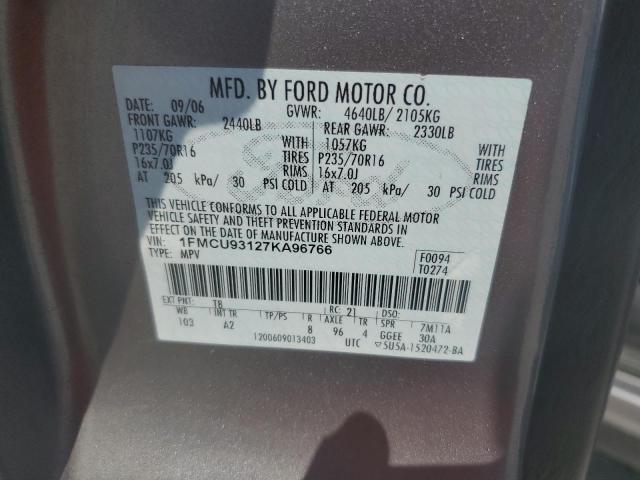 MFD. BY FORD MOTOR CO.
DATE: 09/06 GVWR: 4640LB/ 2105KG
FRONT GAWR: 2440LB REAR GAWR: 2330LB
1107KG WITH 1057KG WITH
P235/70R16 TIRES P235/70R16 TIRES
16x7.0J RIMS 16x7.0J RIMS
AT 205 kPa/ 30 PSI COLD AT 205 kPa/ 30 PSI COLD
THIS VEHICLE CONFORMS TO ALL APPLICABLE FEDERAL MOTOR
VEHICLE SAFETY AND THEFT PREVENTION STANDARDS IN
EFFECT ON THE DATE OF MANUFACTURE SHOWN ABOVE.
VIN: 1FMCU93127KA96766 F0094
TYPE: MPV T0274
EXT PNT: T8 RC: 21 DSO:
WB INT TR TP/PS R AXLE TR SPR 7M11A
103 A2 8 96 4 GGEE 30A
1200609013403 UTC 5U5A-1520472-BA
Ford